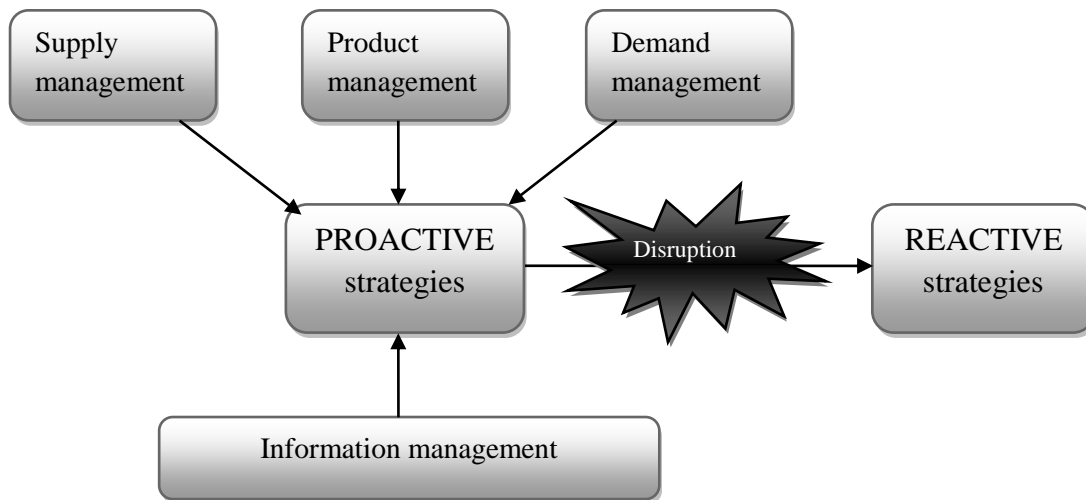 Supply
management
Product
management
Demand
management
PROACTIVE
strategies
Disruption
REACTIVE
strategies
Information management